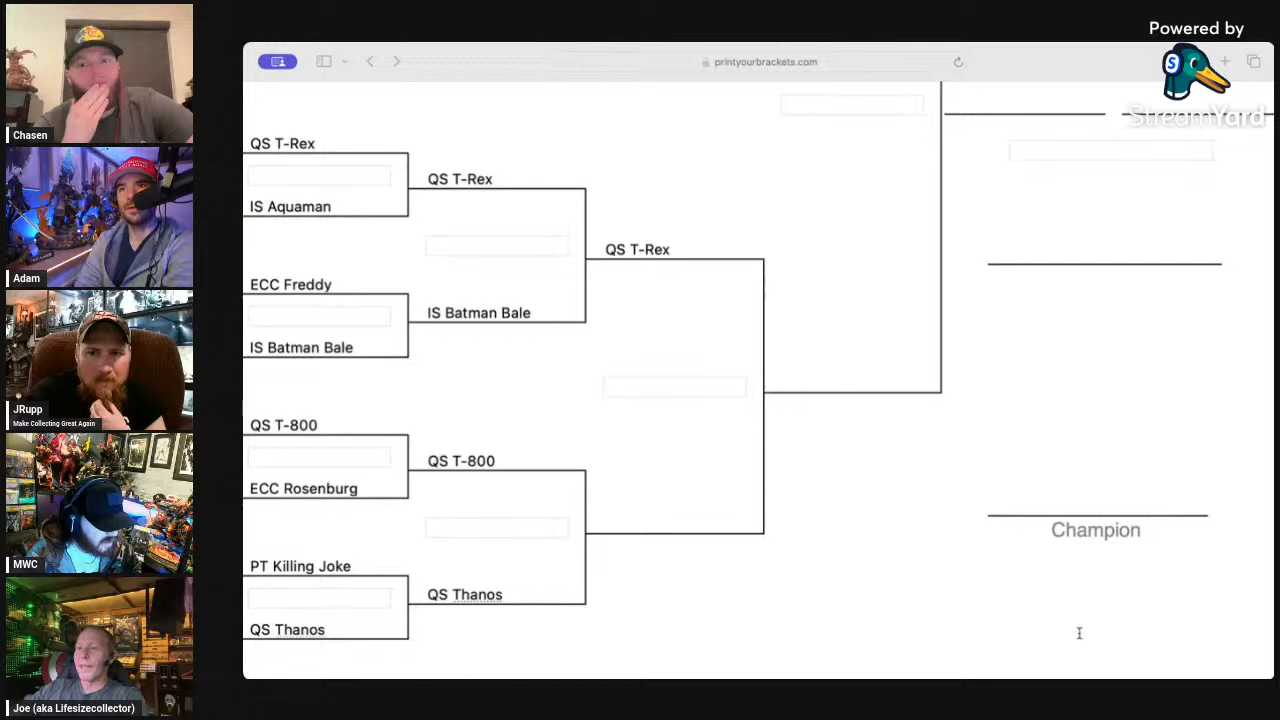 Powered by
StreamYard
printyourbrackets.com
Chasen
Adam
JRupp
Make Collecting Great Again
MWC
Joe (aka Lifesizecollector)
QS T-Rex
IS Aquaman
ECC Freddy
IS Batman Bale
QS T-800
ECC Rosenburg
PT Killing Joke
QS Thanos
QS T-Rex
IS Batman Bale
QS T-800
QS Thanos
QS T-Rex
Champion